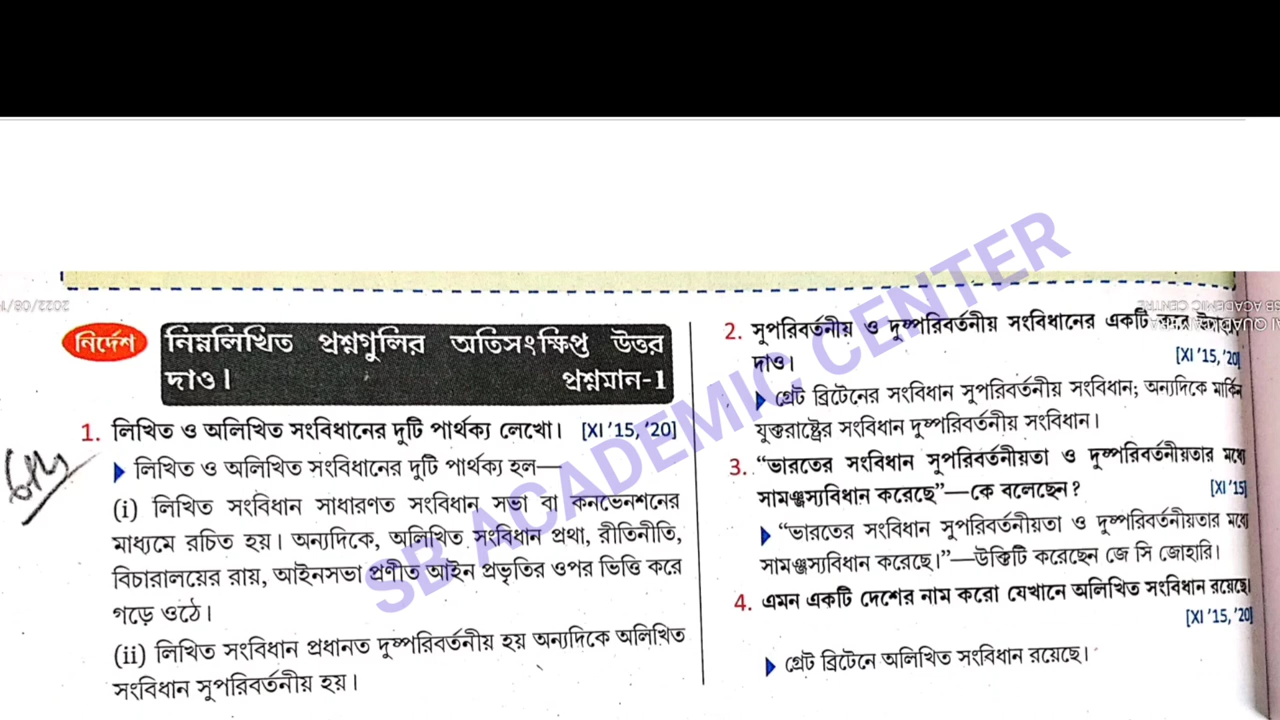 নির্দেশ
নিম্নলিখিত প্রশ্নগুলির অতিসংক্ষিপ্ত উত্তর
দাও। প্রশ্নমান-1
1. লিখিত ও অলিখিত সংবিধানের দুটি পার্থক্য লেখো। [XI '15, '20]
লিখিত ও অলিখিত সংবিধানের দুটি পার্থক্য হল—
(i) লিখিত সংবিধান সাধারণত সংবিধান সভা বা কনভেনশনের
মাধ্যমে রচিত হয়। অন্যদিকে, অলিখিত সংবিধান প্রথা, রীতিনীতি,
বিচারালয়ের রায়, আইনসভা প্রণীত আইন প্রভৃতির ওপর ভিত্তি করে
গড়ে ওঠে।
(ii) লিখিত সংবিধান প্রধানত দুষ্পরিবর্তনীয় হয় অন্যদিকে অলিখিত
সংবিধান সুপরিবর্তনীয় হয়।
2. সুপরিবর্তনীয় ও দুষ্পরিবর্তনীয় সংবিধানের একটি করে
দাও। [XI '15, '20]
গ্রেট ব্রিটেনের সংবিধান সুপরিবর্তনীয় সংবিধান; অন্যদিকে মার্কিন
যুক্তরাষ্ট্রের সংবিধান দুষ্পরিবর্তনীয় সংবিধান।
3. “ভারতের সংবিধান সুপরিবর্তনীয়তা ও দুষ্পরিবর্তনীয়তার মধ্যে
সামঞ্জস্যবিধান করেছে”—কে বলেছেন? [XI '15]
“ভারতের সংবিধান সুপরিবর্তনীয়তা ও দুষ্পরিবর্তনীয়তার মধ্যে
সামঞ্জস্যবিধান করেছে।”—উক্তিটি করেছেন জে সি জোহারি।
4. এমন একটি দেশের নাম করো যেখানে অলিখিত সংবিধান রয়েছে।
[XI '15, '20]
গ্রেট ব্রিটেনে অলিখিত সংবিধান রয়েছে।
SB ACADEMIC CENTER